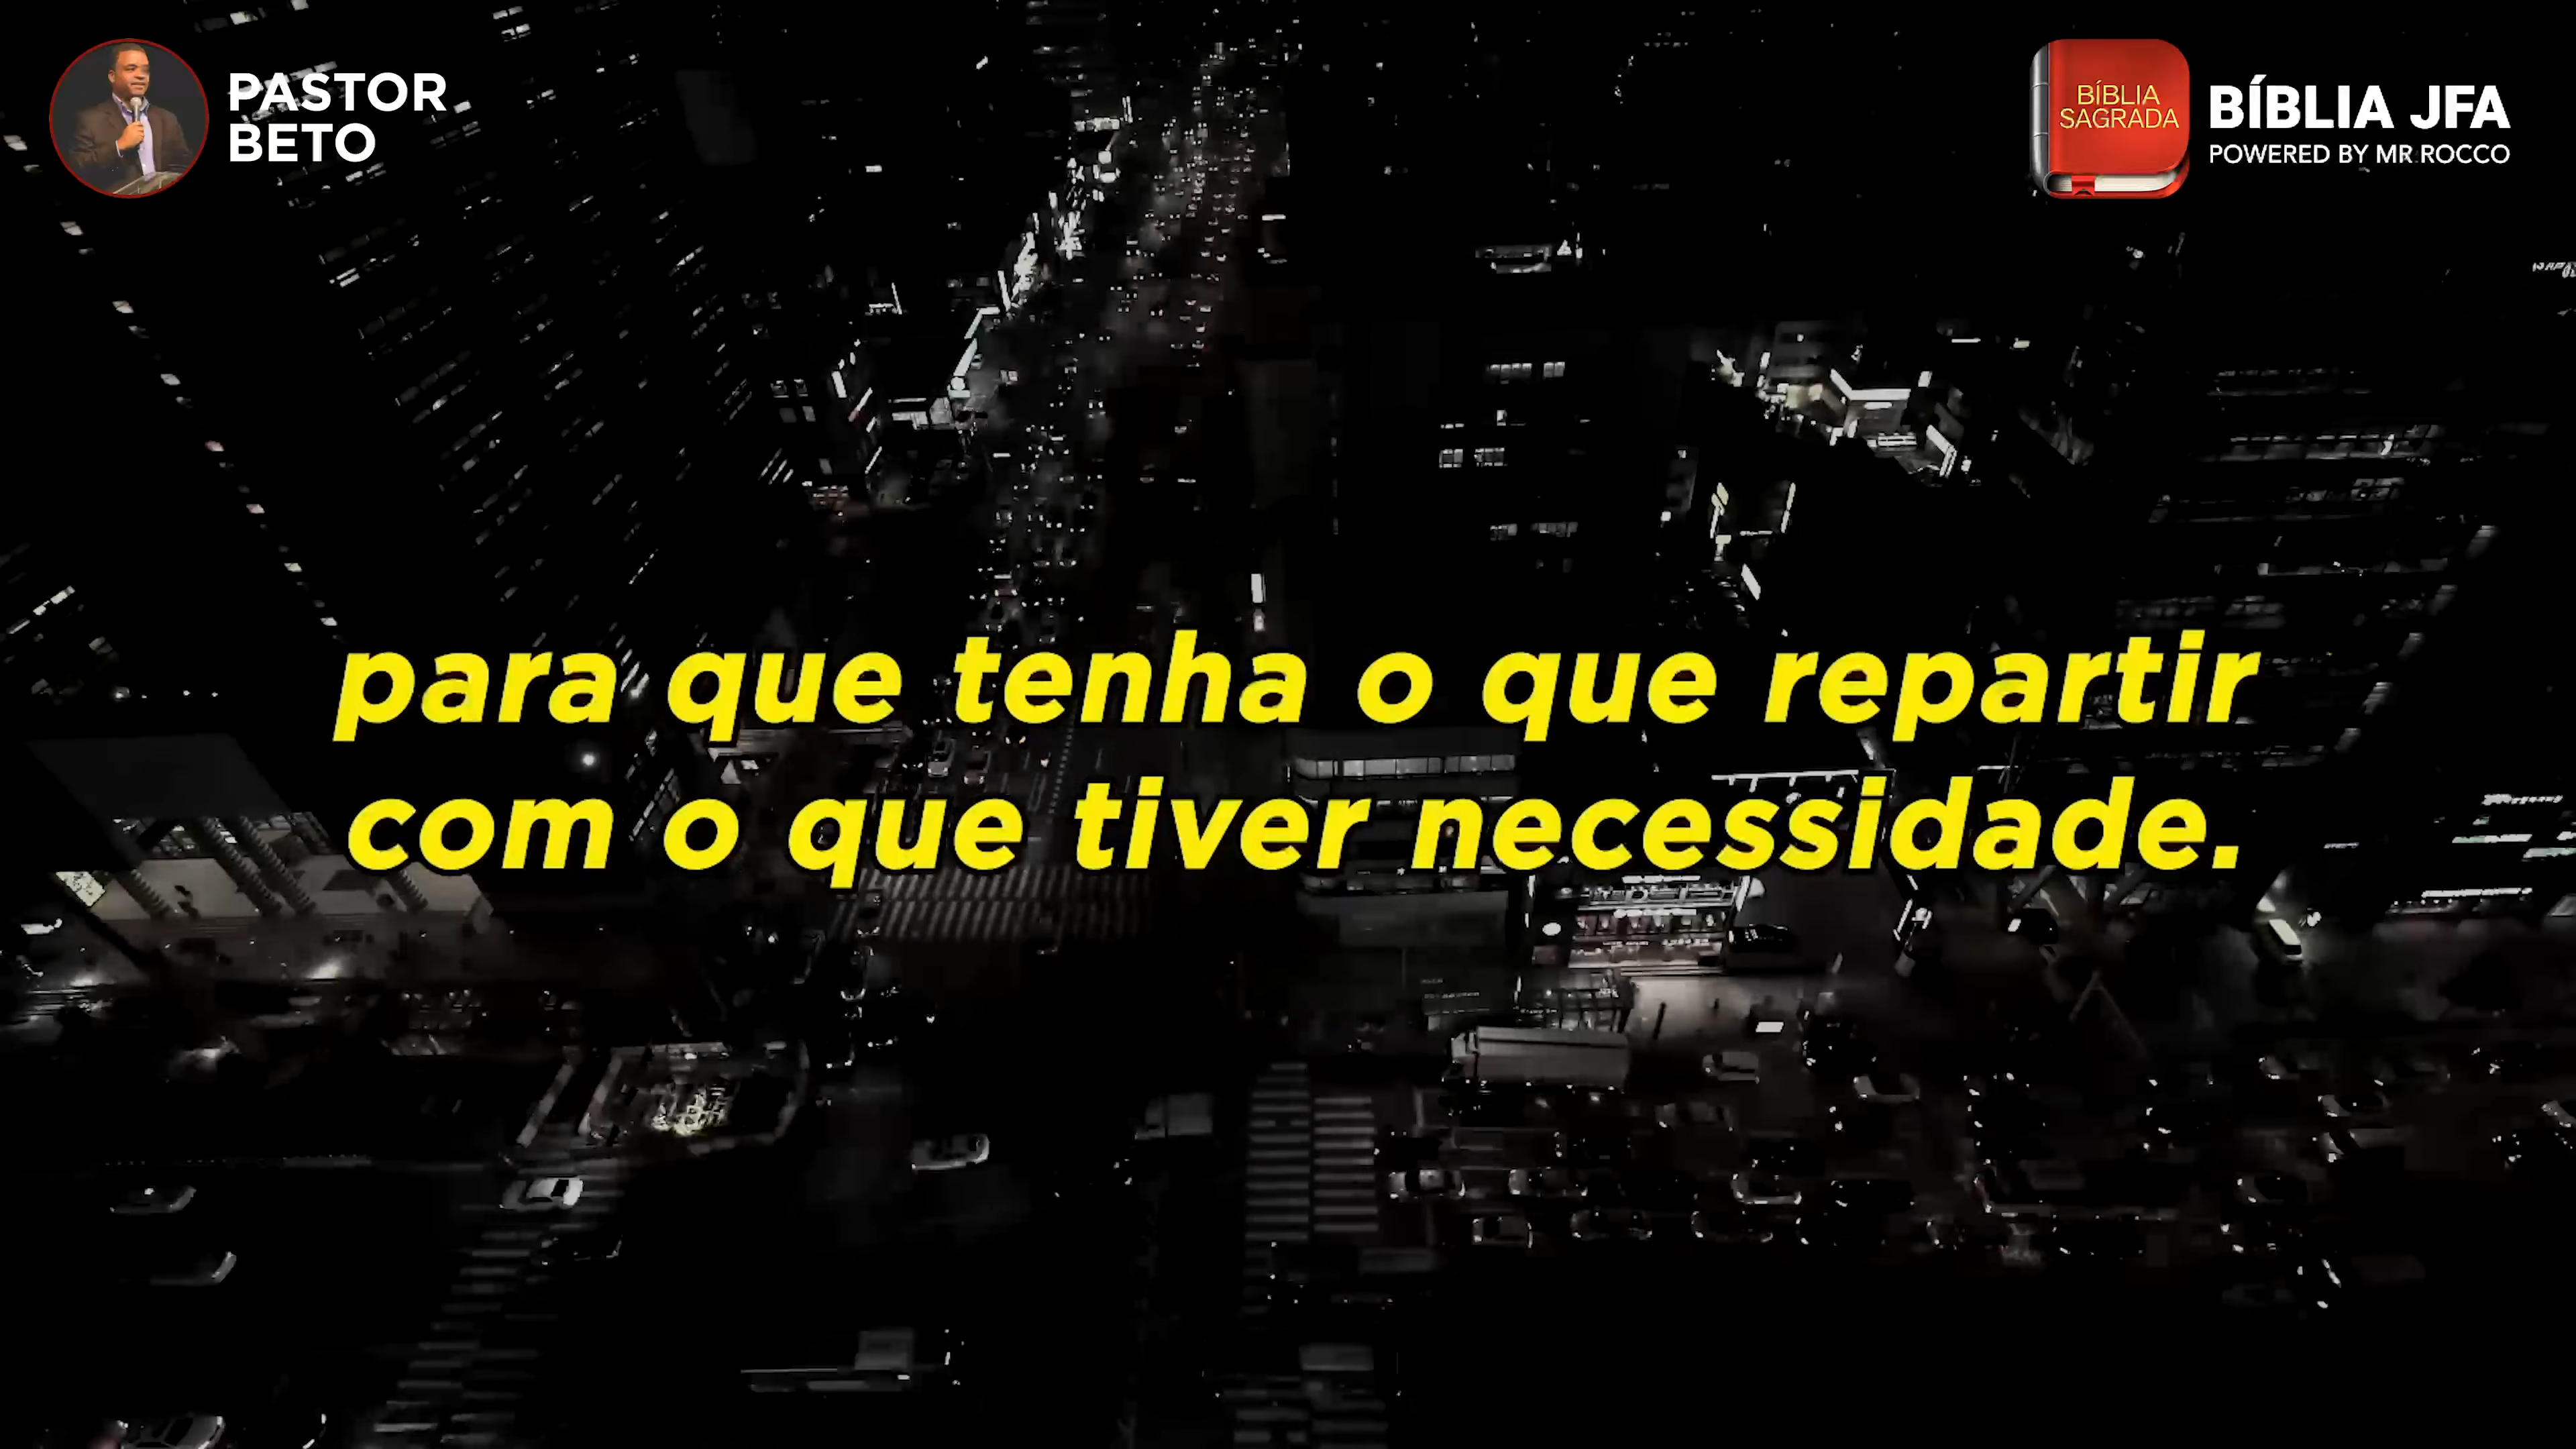 PASTOR
BETO
BÍBLIA
SAGRADA
BÍBLIA JFA
POWERED BY MR ROCCO
para que tenha o que repartir
com o que tiver necessidade.